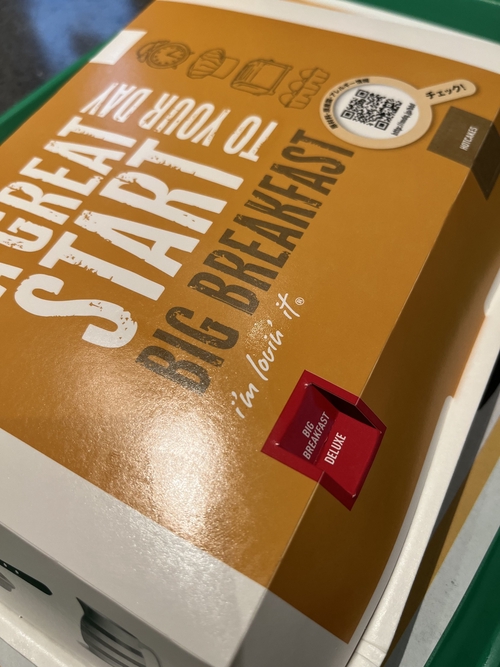 GREAT
START
TO YOUR DAY
BIG BREAKFAST
i'm lovin' it®
BIG
BREAKFAST
DELUXE
HOTCAKES
チェック!